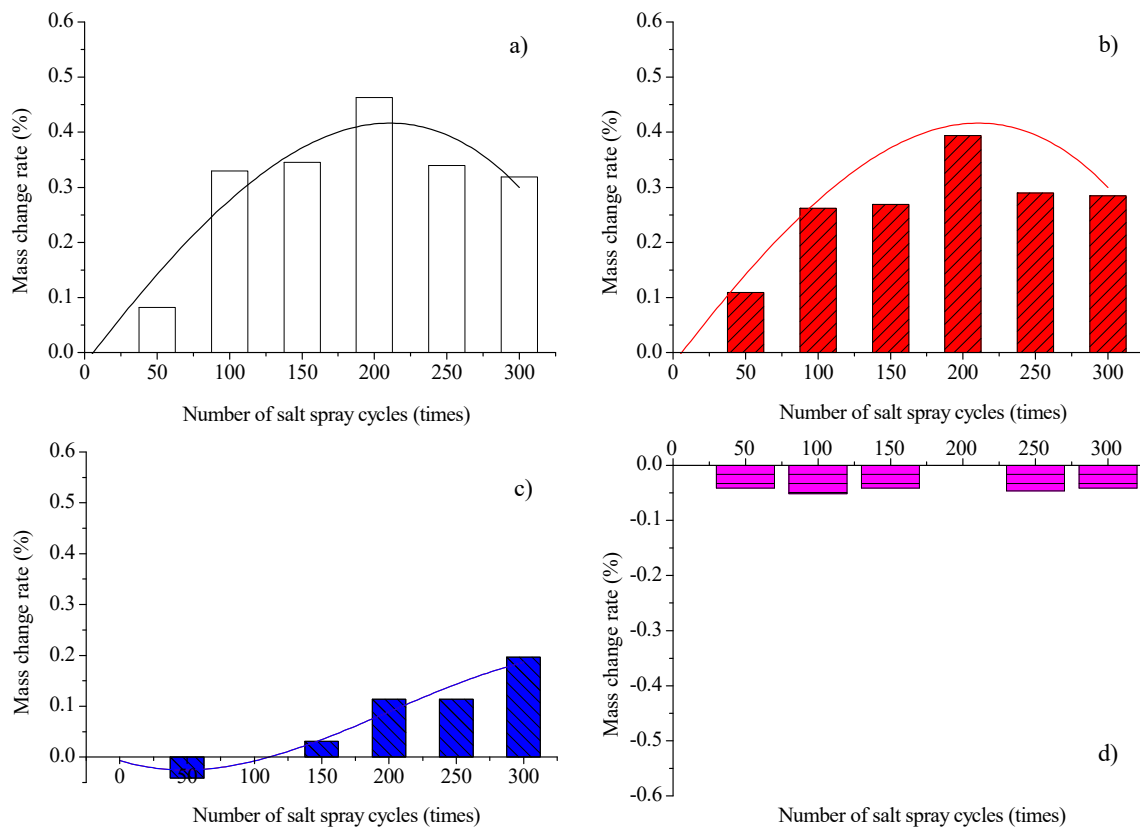 a)
0.6
0.5
0.4
0.3
0.2
0.1
0.0
Mass change rate (%)
0 50 100 150 200 250 300
Number of salt spray cycles (times)
b)
0.6
0.5
0.4
0.3
0.2
0.1
0.0
Mass change rate (%)
0 50 100 150 200 250 300
Number of salt spray cycles (times)
c)
0.6
0.5
0.4
0.3
0.2
0.1
0.0
Mass change rate (%)
0 50 100 150 200 250 300
Number of salt spray cycles (times)
0 50 100 150 200 250 300
0.0
-0.1
-0.2
-0.3
-0.4
-0.5
-0.6
Mass change rate (%)
d)
Number of salt spray cycles (times)